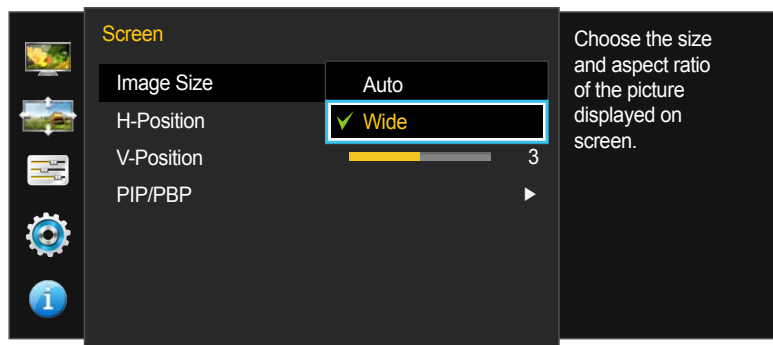 Screen
Image Size
Auto
H-Position
Wide
V-Position
3
PIP/PBP
Choose the size
and aspect ratio
of the picture
displayed on
screen.